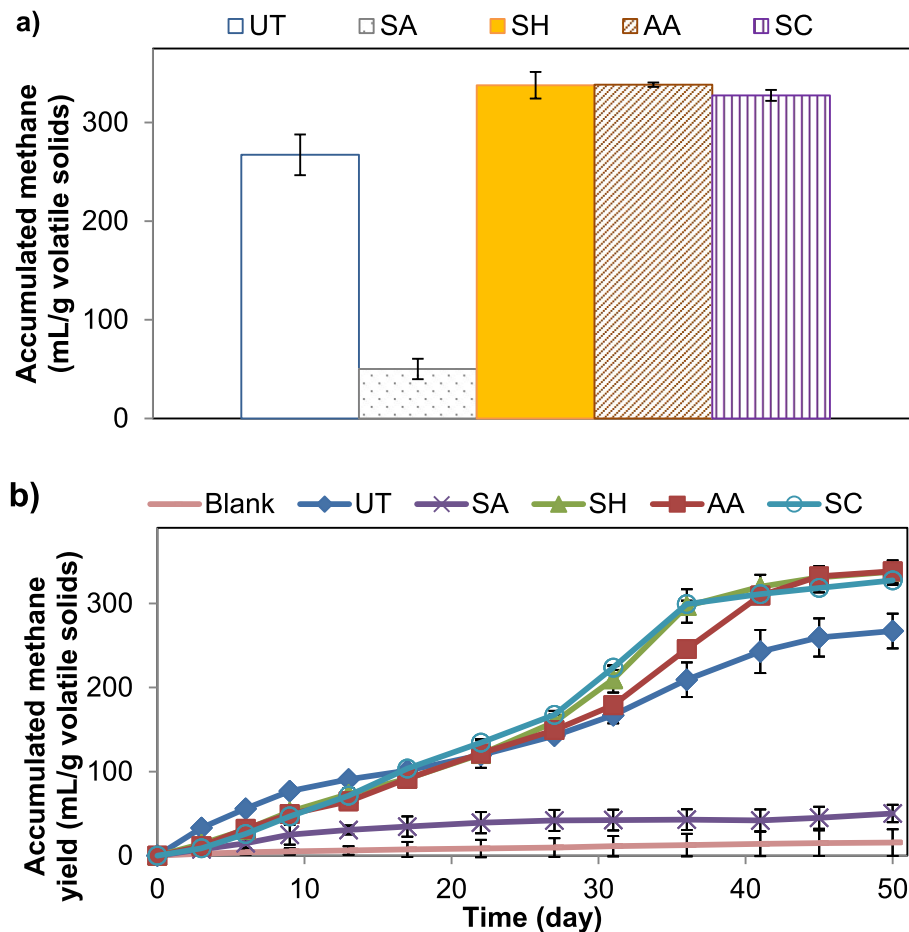 a)
UT SA SH AA SC
Accumulated methane
(mL/g volatile solids)
300
200
100
0
b)
Blank UT SA SH AA SC
Accumulated methan
yield (mL/g volatile solids)
300
200
100
0
0 10 20 30 40 50
Time (day)